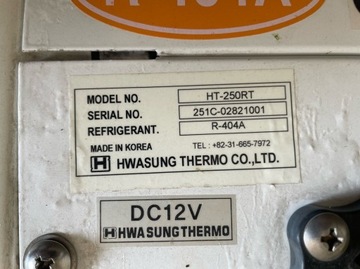 R-404A
MODEL NO. HT-250RT
SERIAL NO. 251C-02821001
REFRIGERANT. R-404A
MADE IN KOREA TEL : +82-31-665-7972
HWASUNG THERMO CO.,LTD.
DC12V
HWASUNG THERMO